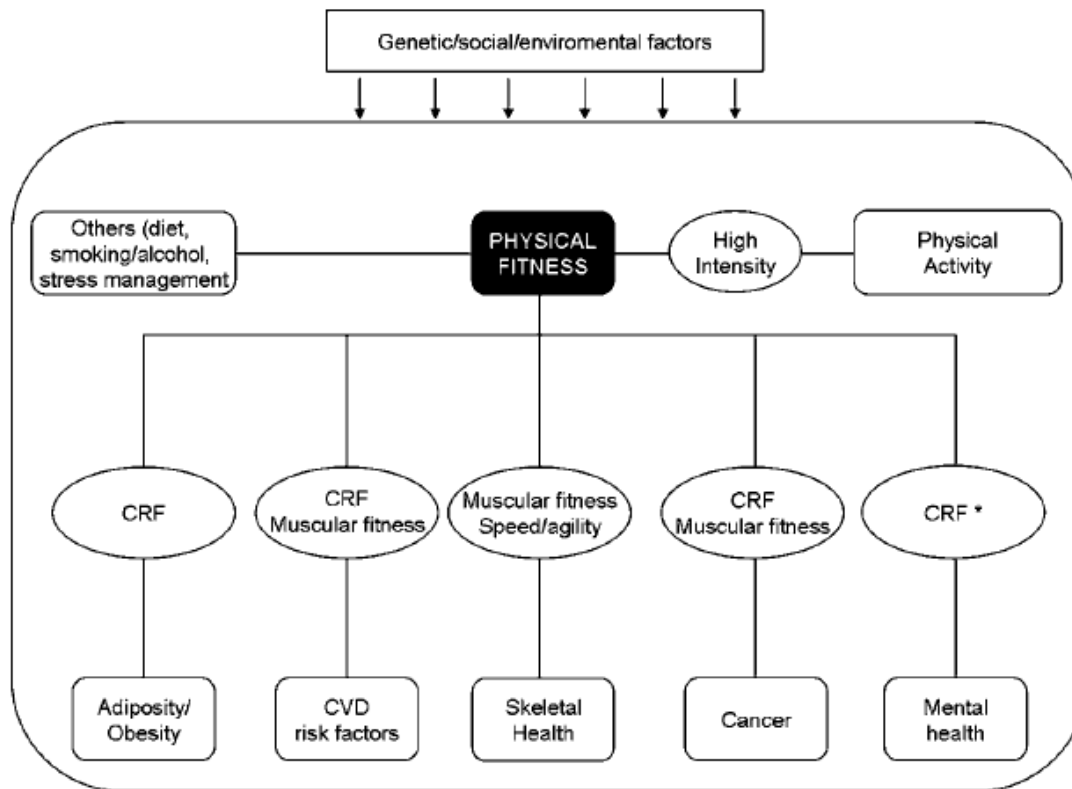 Genetic/social/enviromental factors
Others (diet,
smoking/alcohol,
stress management
PHYSICAL
FITNESS
High
Intensity
Physical
Activity
CRF
CRF
Muscular fitness
Muscular fitness
Speed/agility
CRF
Muscular fitness
CRF *
Adiposity/
Obesity
CVD
risk factors
Skeletal
Health
Cancer
Mental
health